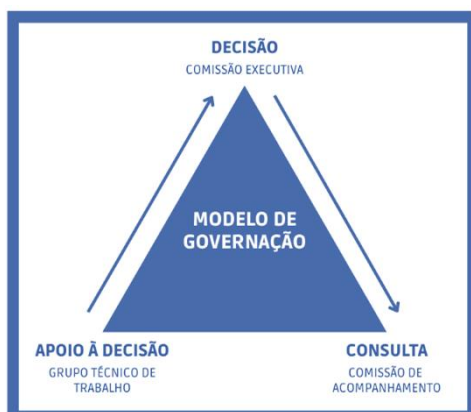 DECISÃO
COMISSÃO EXECUTIVA
MODELO DE
GOVERNAÇÃO
APOIO À DECISÃO
GRUPO TÉCNICO DE
TRABALHO
CONSULTA
COMISSÃO DE
ACOMPANHAMENTO